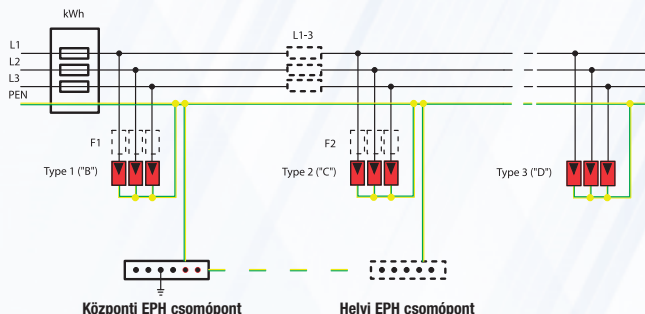 kWh
L1-3
L1
L2
L3
PEN
F1
F2
Type 1 ("B")
Type 2 ("C")
Type 3 ("D")
Központi EPH csomópont
Helyi EPH csomópont